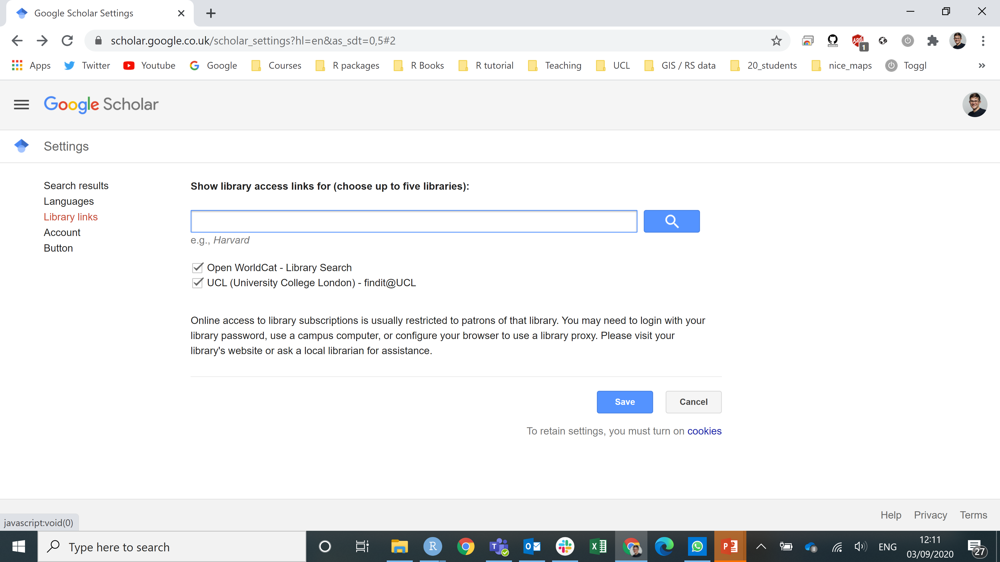 Google Scholar Settings
scholar.google.co.uk/scholar_settings?hl=en&as_sdt=0,5#2
ABP
1
Apps Twitter Youtube Google Courses R packages R Books R tutorial Teaching UCL GIS / RS data 20_students nice_maps Toggl »
Google Scholar
Settings
Search results
Languages
Library links
Account
Button
Show library access links for (choose up to five libraries):
e.g., Harvard
Open WorldCat - Library Search
UCL (University College London) - findit@UCL
Online access to library subscriptions is usually restricted to patrons of that library. You may need to login with your
library password, use a campus computer, or configure your browser to use a library proxy. Please visit your
library's website or ask a local librarian for assistance.
Save Cancel
To retain settings, you must turn on cookies
Help Privacy Terms
javascript:void(0)
Type here to search
ENG
12:11
03/09/2020
27